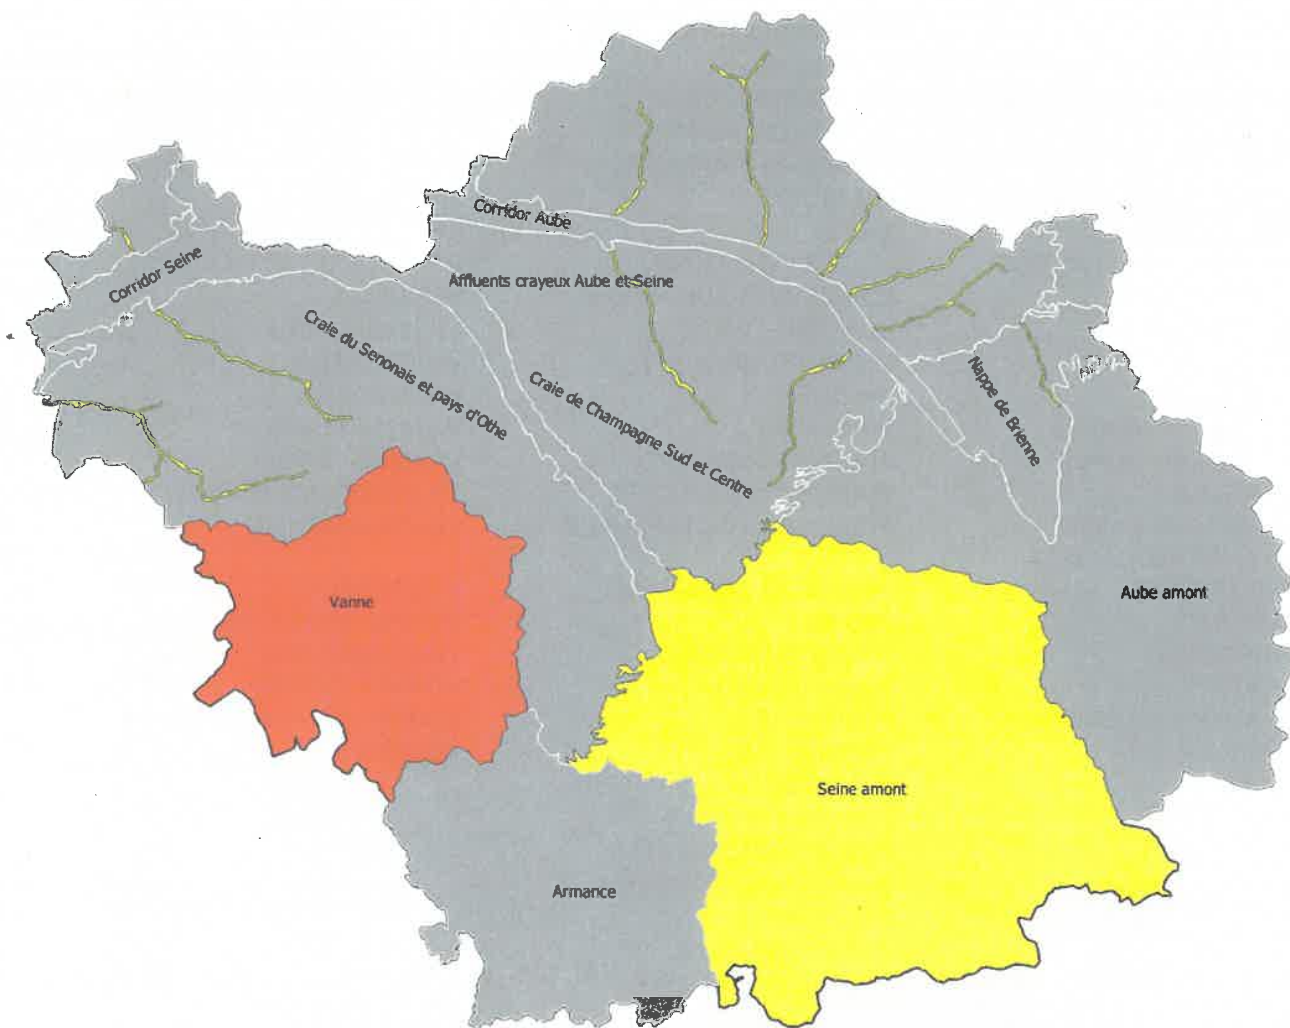 Corridor Aube
Corridor Seine
Affluents crayeux Aube et Seine
Craie du Senonais et pays d'Othe
Craie de Champagne Sud et Centre
Nappe de Brienne
Vanne
Aube amont
Seine amont
Armance